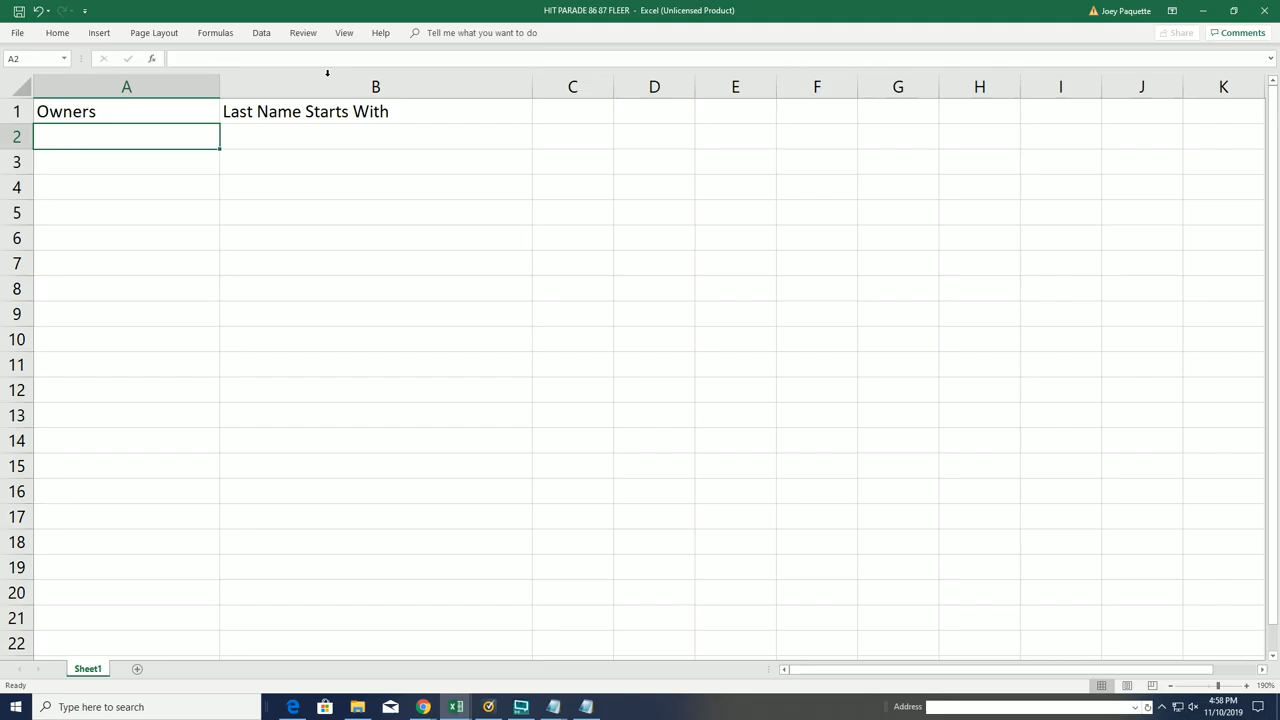 HIT PARADE 86 87 FLEER - Excel (Unlicensed Product)
Joey Paquette
File Home Insert Page Layout Formulas Data Review View Help Tell me what you want to do
Share Comments
A2 fx
A B C D E F G H I J K
1 Owners Last Name Starts With
2
3
4
5
6
7
8
9
10
11
12
13
14
15
16
17
18
19
20
21
22
Sheet1
Ready
190%
Type here to search
Address
4:58 PM
11/10/2019